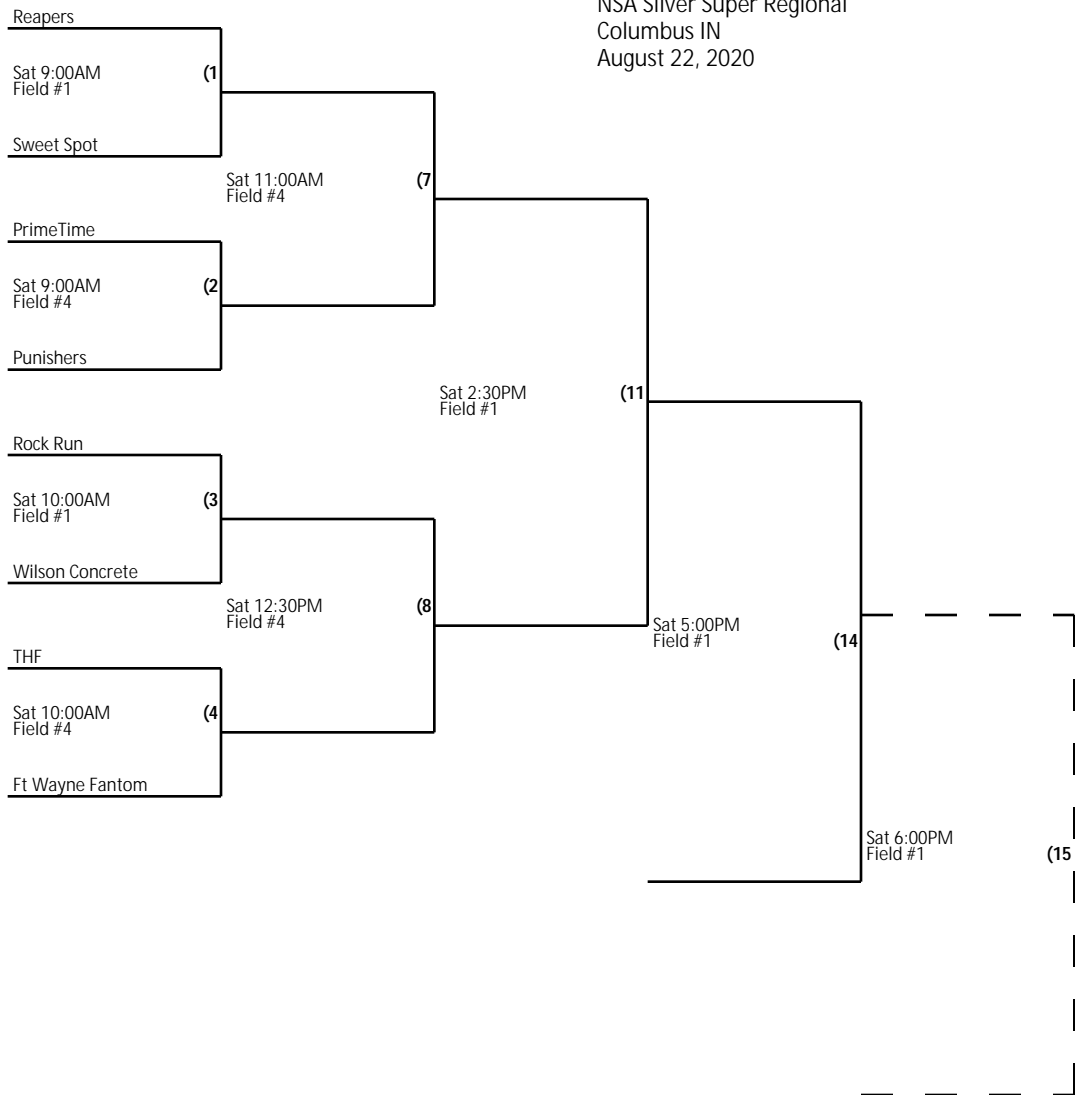 NSA Silver Super Regional
Columbus IN
August 22, 2020
Reapers
Sat 9:00AM
Field #1
(1
Sweet Spot
Sat 11:00AM
Field #4
(7
PrimeTime
Sat 9:00AM
Field #4
(2
Punishers
Sat 2:30PM
Field #1
(11
Rock Run
Sat 10:00AM
Field #1
(3
Wilson Concrete
Sat 12:30PM
Field #4
(8
Sat 5:00PM
Field #1
(14
THF
Sat 10:00AM
Field #4
(4
Ft Wayne Fantom
Sat 6:00PM
Field #1
(15